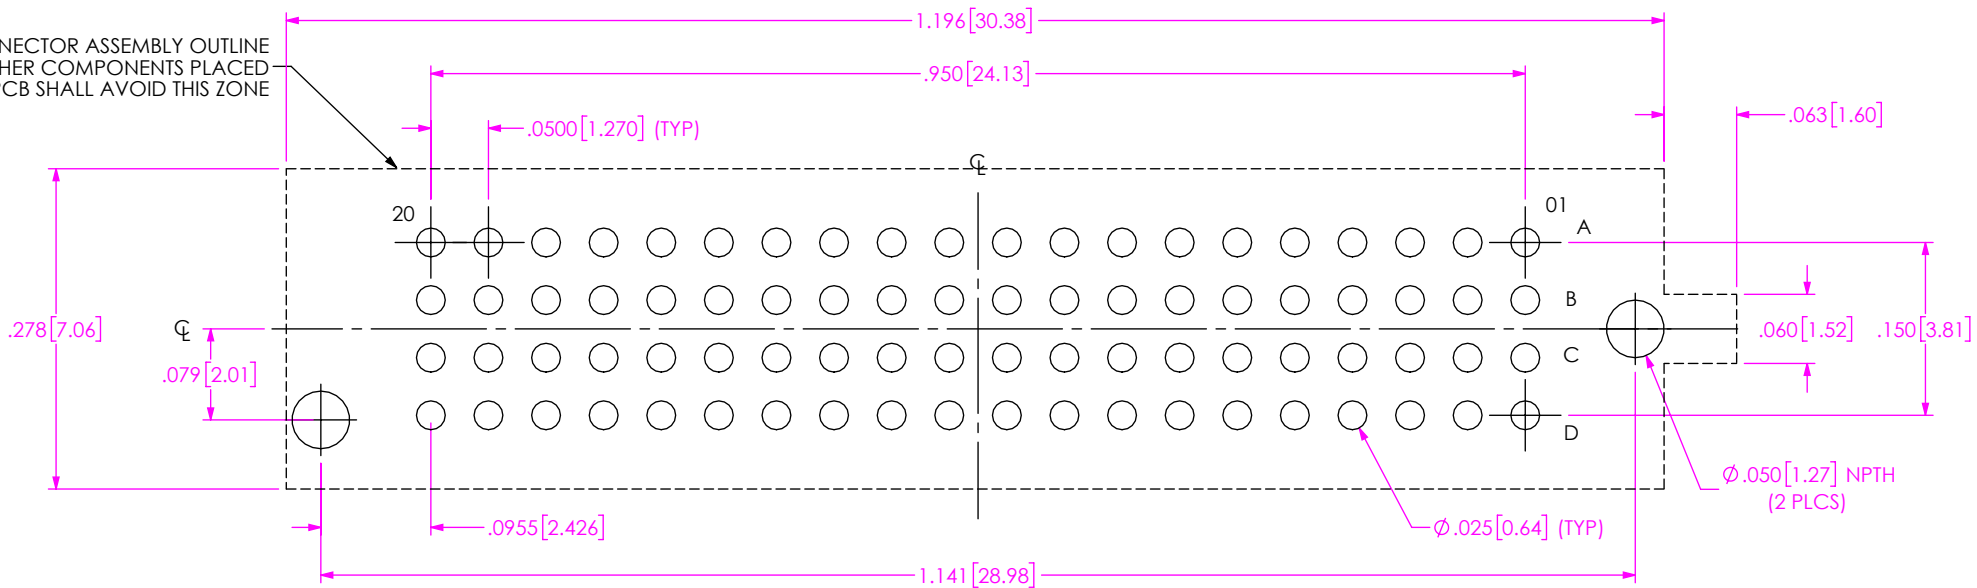 1.196[30.38]
NECTOR ASSEMBLY OUTLINE
HER COMPONENTS PLACED
PCB SHALL AVOID THIS ZONE
.950[24.13]
.0500[1.270] (TYP)
.063[1.60]
℄
20
01
A
B
℄
.278[7.06]
.060[1.52]
.150[3.81]
.079[2.01]
C
D
Ø.050[1.27] NPTH
(2 PLCS)
.0955[2.426]
Ø.025[0.64] (TYP)
1.141[28.98]